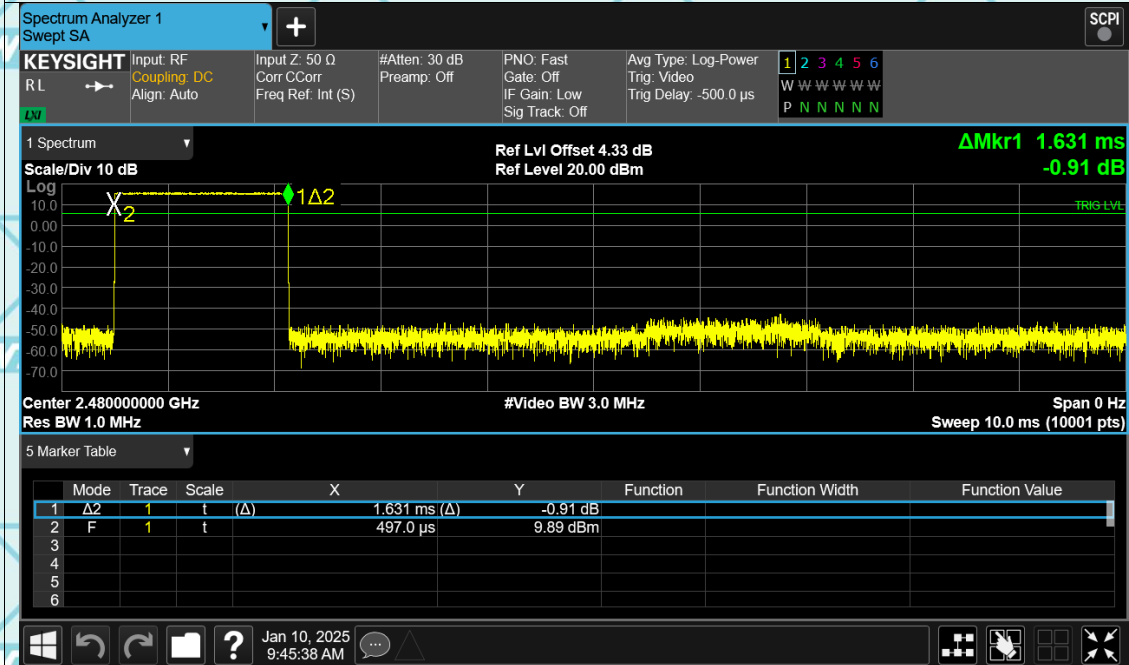 Spectrum Analyzer 1
Swept SA
+
SCPI
KEYSIGHT Input: RF Input Z: 50 Ω #Atten: 30 dB PNO: Fast Avg Type: Log-Power 1 2 3 4 5 6
RL Coupling: DC Corr CCorr Preamp: Off Gate: Off Trig: Video W W W W W W
Align: Auto Freq Ref: Int (S) IF Gain: Low Trig Delay: -500.0 µs P N N N N N
LXI Sig Track: Off
1 Spectrum
Ref Lvl Offset 4.33 dB ΔMkr1 1.631 ms
Scale/Div 10 dB Ref Level 20.00 dBm -0.91 dB
Log
1Δ2
10.0 2 TRIG LVL
0.00
-10.0
-20.0
-30.0
-40.0
-50.0
-60.0
-70.0
Center 2.480000000 GHz #Video BW 3.0 MHz Span 0 Hz
Res BW 1.0 MHz Sweep 10.0 ms (10001 pts)
5 Marker Table
Mode Trace Scale X Y Function Function Width Function Value
1 Δ2 1 t (Δ) 1.631 ms (Δ) -0.91 dB
2 F 1 t 497.0 µs 9.89 dBm
3
4
5
6
? Jan 10, 2025
9:45:38 AM